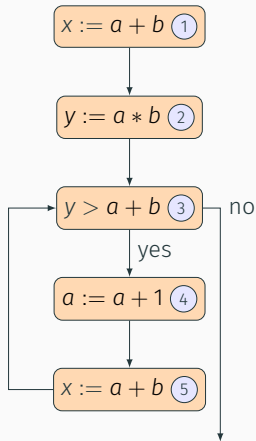 x := a + b 1
y := a ∗ b 2
y > a + b 3
no
yes
a := a + 1 4
x := a + b 5